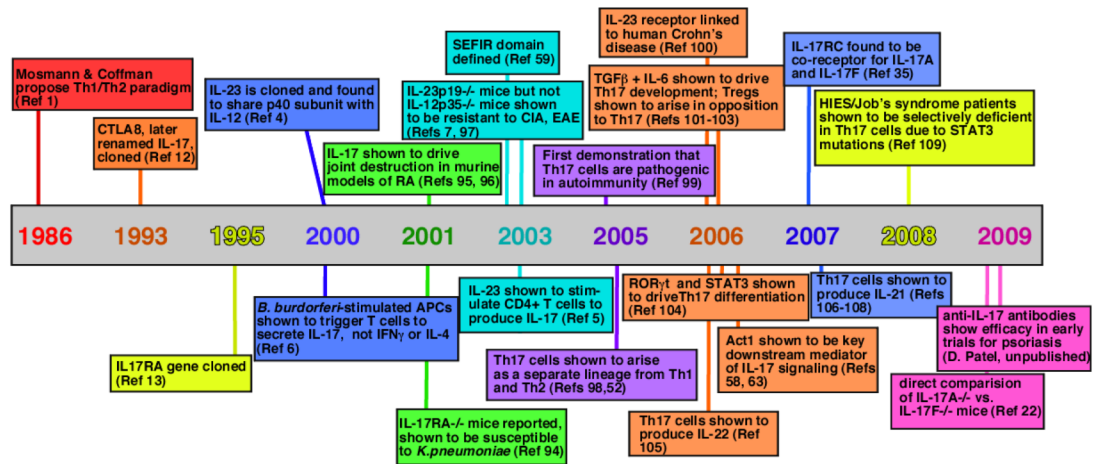 Mosmann & Coffman
propose Th1/Th2 paradigm
(Ref 1)
CTLA8, later
renamed IL-17,
cloned (Ref 12)
IL-23 is cloned and found
to share p40 subunit with
IL-12 (Ref 4)
IL-17 shown to drive
joint destruction in murine
models of RA (Refs 95, 96)
SEFIR domain
defined (Ref 59)
IL-23p19-/- mice but not
IL-12p35-/- mice shown
to be resistant to CIA, EAE
(Refs 7, 97)
First demonstration that
Th17 cells are pathogenic
in autoimmunity (Ref 99)
IL-23 receptor linked
to human Crohn's
disease (Ref 100)
TGFβ + IL-6 shown to drive
Th17 development; Tregs
shown to arise in opposition
to Th17 (Refs 101-103)
IL-17RC found to be
co-receptor for IL-17A
and IL-17F (Ref 35)
HIES/Job's syndrome patients
shown to be selectively deficient
in Th17 cells due to STAT3
mutations (Ref 109)
1986 1993 1995 2000 2001 2003 2005 2006 2007 2008 2009
IL17RA gene cloned
(Ref 13)
B. burdorferi-stimulated APCs
shown to trigger T cells to
secrete IL-17, not IFNγ or IL-4
(Ref 6)
IL-17RA-/- mice reported,
shown to be susceptible
to K.pneumoniae (Ref 94)
IL-23 shown to stim-
ulate CD4+ T cells to
produce IL-17 (Ref 5)
Th17 cells shown to arise
as a separate lineage from Th1
and Th2 (Refs 98,52)
RORγt and STAT3 shown
to driveTh17 differentiation
(Ref 104)
Act1 shown to be key
downstream mediator
of IL-17 signaling (Refs
58, 63)
Th17 cells shown to
produce IL-22 (Ref
105)
Th17 cells shown to
produce IL-21 (Refs
106-108)
anti-IL-17 antibodies
show efficacy in early
trials for psoriasis
(D. Patel, unpublished)
direct comparision
of IL-17A-/- vs.
IL-17F-/- mice (Ref 22)